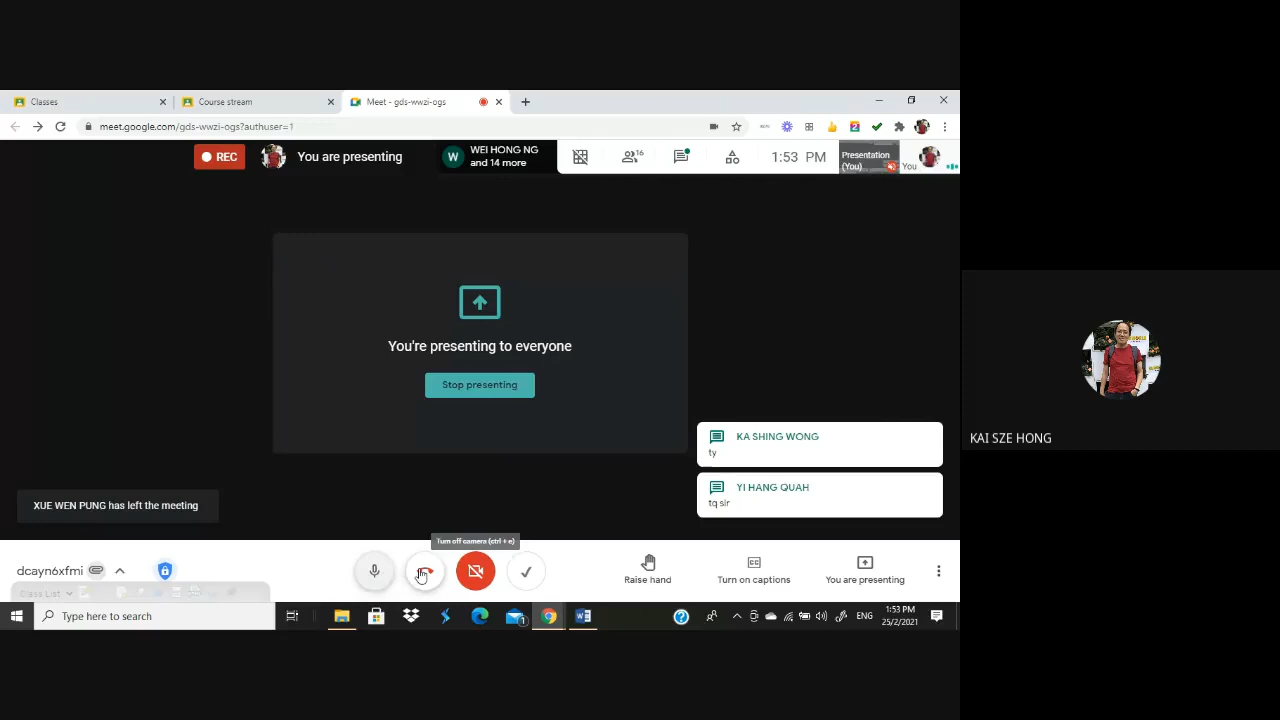 Classes
Course stream
Meet - gds-wwzi-ogs
meet.google.com/gds-wwzi-ogs?authuser=1
REC
You are presenting
W
WEI HONG NG
and 14 more
16
1:53 PM
Presentation
(You)
You
You're presenting to everyone
Stop presenting
KA SHING WONG
ty
YI HANG QUAH
tq sir
XUE WEN PUNG has left the meeting
KAI SZE HONG
Turn off camera (ctrl + e)
dcayn6xfmi
Raise hand
Turn on captions
You are presenting
Class List
Type here to search
1
ENG
1:53 PM
25/2/2021